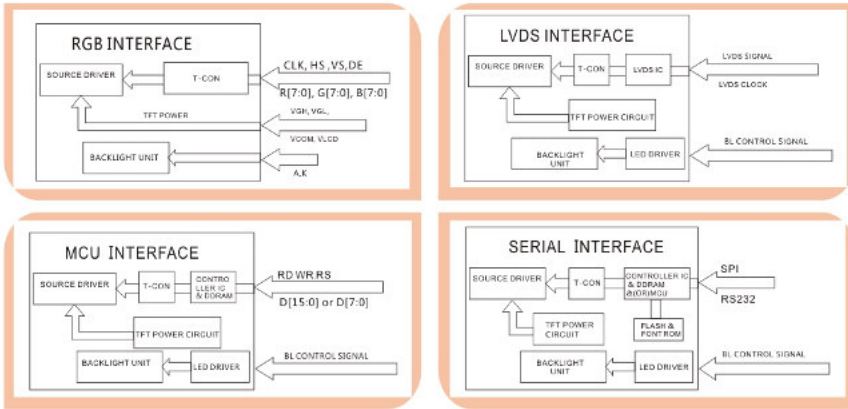 RGB INTERFACE
SOURCE DRIVER
T-CON
CLK, HS ,VS,DE
R[7:0], G[7:0], B[7:0]
TFT POWER
VGH, VGL,
VCOM, VLCD
BACKLIGHT UNIT
A,K
LVDS INTERFACE
SOURCE DRIVER
T-CON
LVDS IC
LVDS SIGNAL
LVDS CLOCK
TFT POWER CIRCUIT
BACKLIGHT
UNIT
LED DRIVER
BL CONTROL SIGNAL
MCU INTERFACE
SOURCE DRIVER
T-CON
CONTRO
LLER IC
& DDRAM
RD WR RS
D[15:0] or D[7:0]
TFT POWER CIRCUIT
BACKLIGHT UNIT
LED DRIVER
BL CONTROL SIGNAL
SERIAL INTERFACE
SOURCE DRIVER
T-CON
CONTROLLER IC
& DDRAM
&(OR)MCU
SPI
RS232
TFT POWER
CIRCUIT
FLASH &
FONT ROM
BACKLIGHT
UNIT
LED DRIVER
BL CONTROL SIGNAL